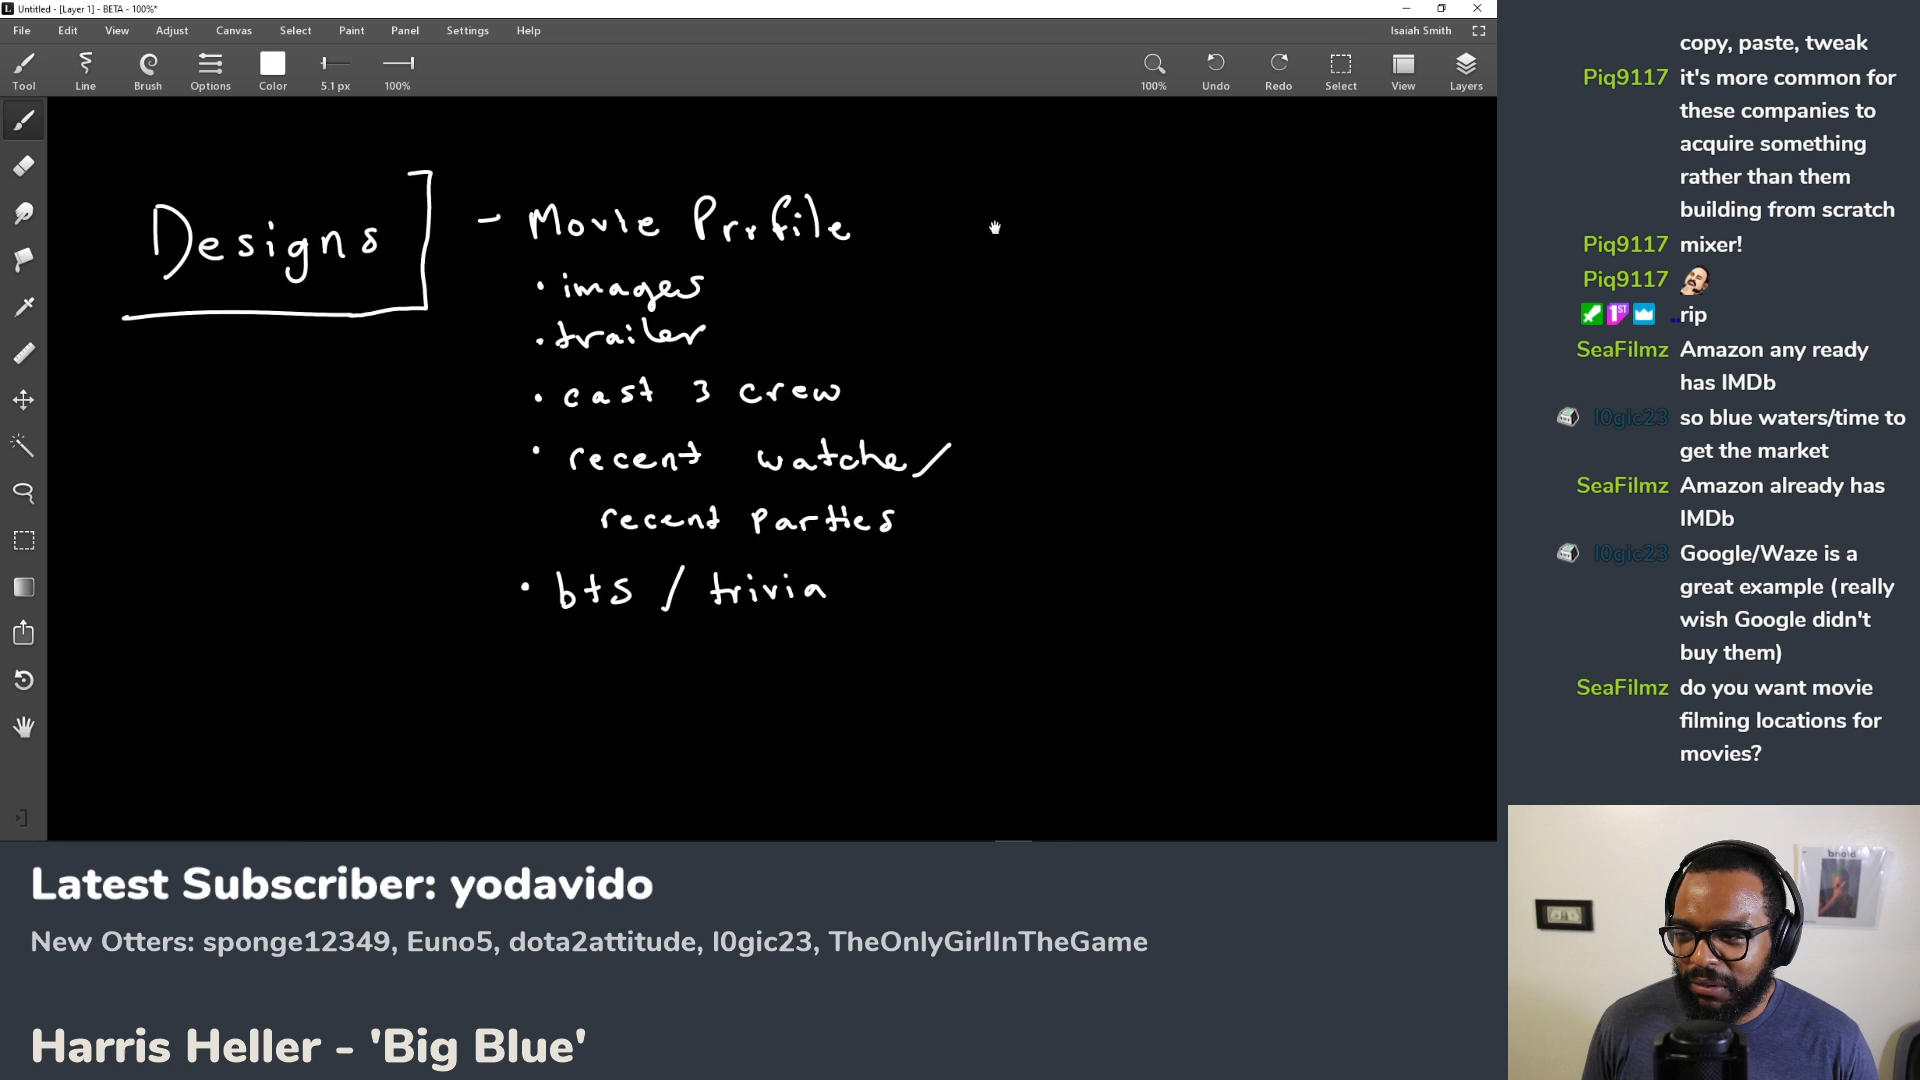 Untitled - [Layer 1] - BETA - 100%*
File Edit View Adjust Canvas Select Paint Panel Settings Help
Isaiah Smith
Tool Line Brush Options Color 5.1 px 100%
100% Undo Redo Select View Layers
Designs
- Movie Profile
• images
• trailer
• cast & crew
• recent watche/
recent parties
• bts / trivia
copy, paste, tweak
Piq9117 it's more common for
these companies to
acquire something
rather than them
building from scratch
Piq9117 mixer!
Piq9117
1ST ..rip
SeaFilmz Amazon any ready
has IMDb
l0gic23 so blue waters/time to
get the market
SeaFilmz Amazon already has
IMDb
l0gic23 Google/Waze is a
great example (really
wish Google didn't
buy them)
SeaFilmz do you want movie
filming locations for
movies?
Latest Subscriber: yodavido
New Otters: sponge12349, Euno5, dota2attitude, l0gic23, TheOnlyGirlInTheGame
Harris Heller - 'Big Blue'